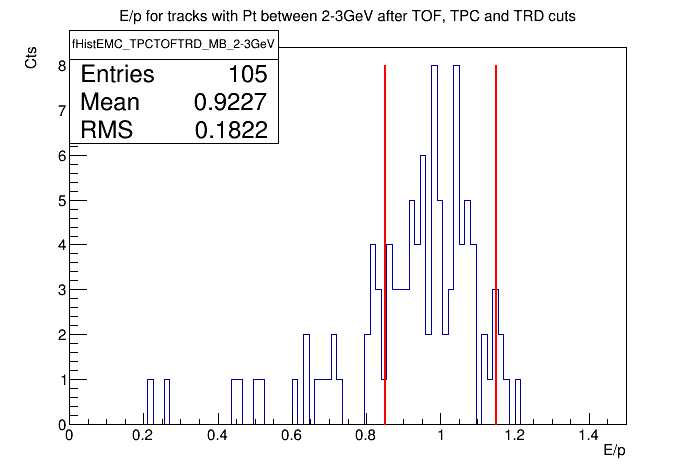 E/p for tracks with Pt between 2-3GeV after TOF, TPC and TRD cuts
fHistEMC_TPCTOFTRD_MB_2-3GeV
Entries 105
Mean 0.9227
RMS 0.1822
Cts
8
7
6
5
4
3
2
1
0
0 0.2 0.4 0.6 0.8 1 1.2 1.4
E/p